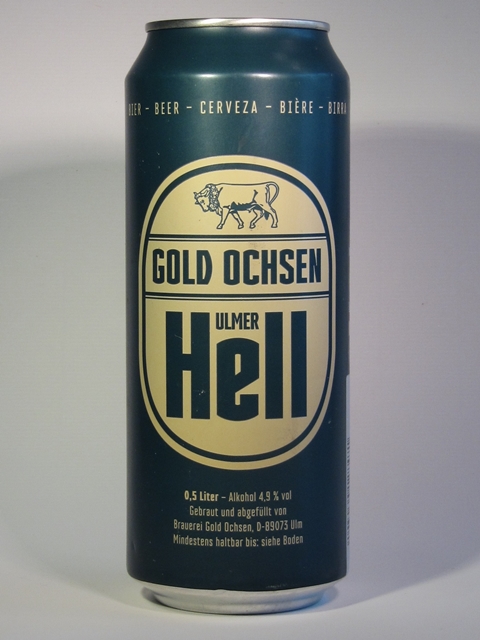 BIER - BEER - CERVEZA - BIÈRE - BIRRA
GOLD OCHSEN
ULMER
Hell
0,5 Liter - Alkohol 4,9 % vol
Gebraut und abgefüllt von
Brauerei Gold Ochsen, D-89073 Ulm
Mindestens haltbar bis: siehe Boden